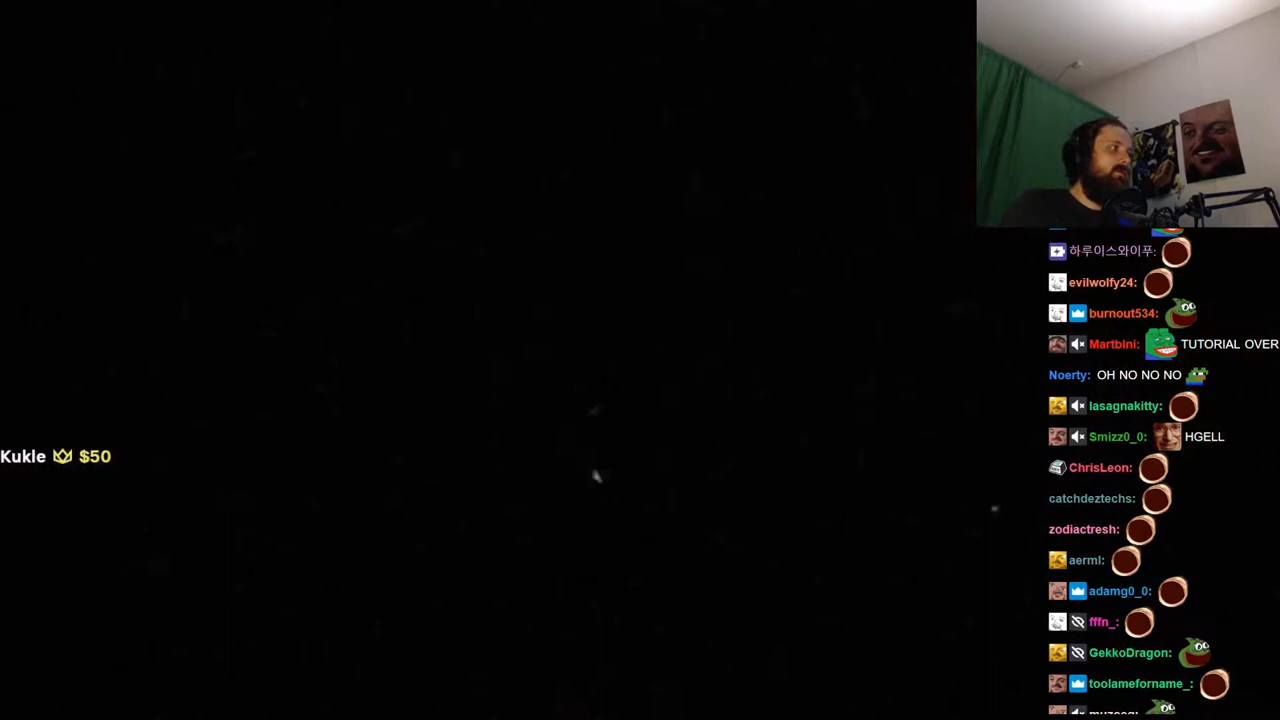 하루이스와이푸:
evilwolfy24:
burnout534:
Martbini: TUTORIAL OVER
Noerty: OH NO NO NO
lasagnakitty:
Smizz0_0: HGELL
Kukle $50
ChrisLeon:
catchdeztechs:
zodiactresh:
aerml:
adamg0_0:
fffn_:
GekkoDragon:
toolameforname_: